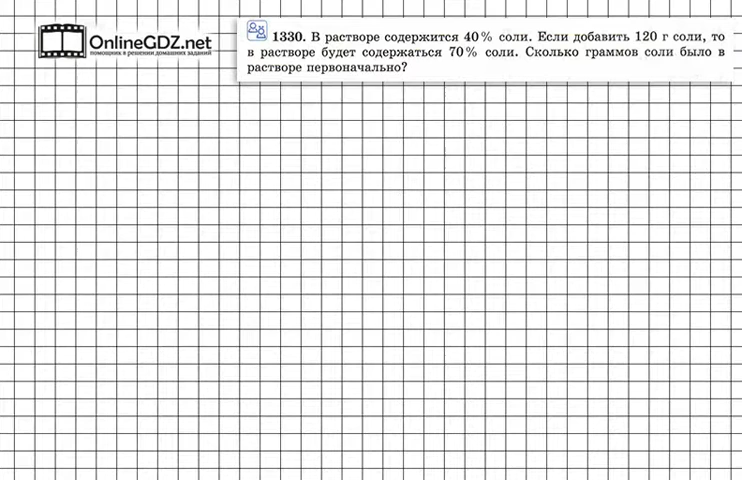 OnlineGDZ.net
помощник в решении домашних заданий
1330. В растворе содержится 40% соли. Если добавить 120 г соли, то
в растворе будет содержаться 70% соли. Сколько граммов соли было в
растворе первоначально?